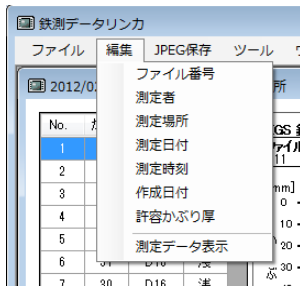 鉄測データリンカ
ファイル 編集 JPEG保存 ツール
ファイル番号
測定者
測定場所
測定日付
測定時刻
作成日付
許容かぶり厚
測定データ表示
2012/0 所
No.
1
2
3
4
5
6 D16 浅
7 30 D16 浅
GS
ファイル
11
mm]
0
10
20
30